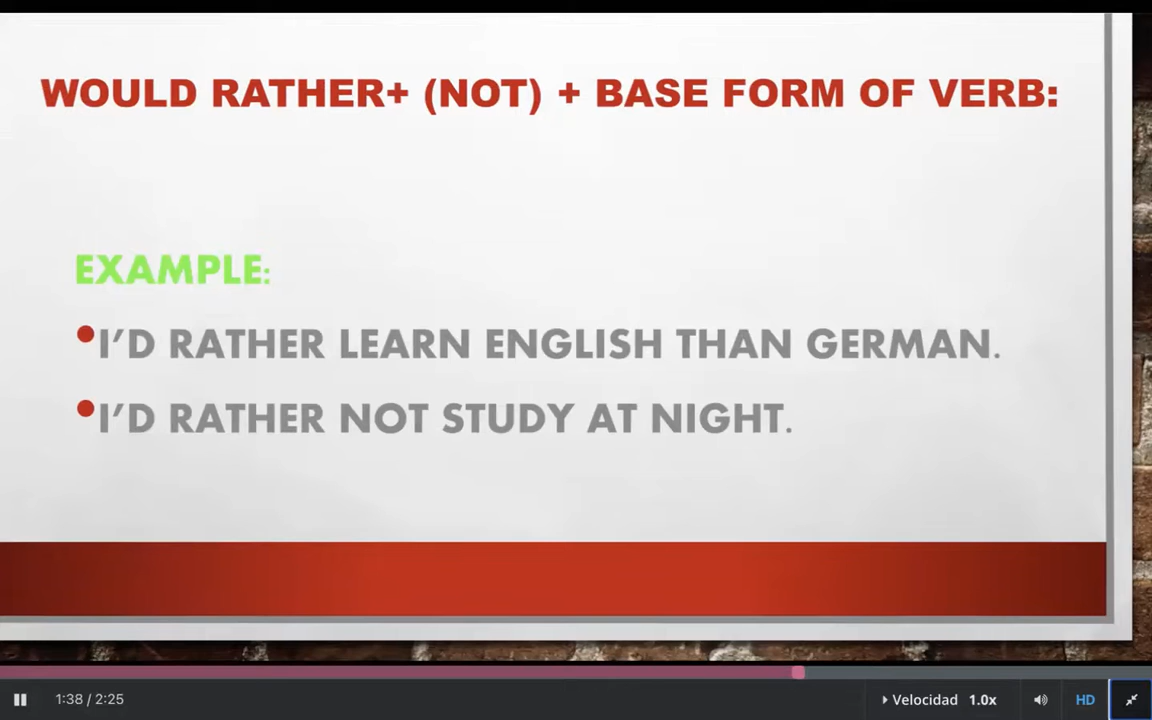 WOULD RATHER+ (NOT) + BASE FORM OF VERB:
EXAMPLE:
•I'D RATHER LEARN ENGLISH THAN GERMAN.
•I'D RATHER NOT STUDY AT NIGHT.
1:38 / 2:25
Velocidad 1.0x
HD